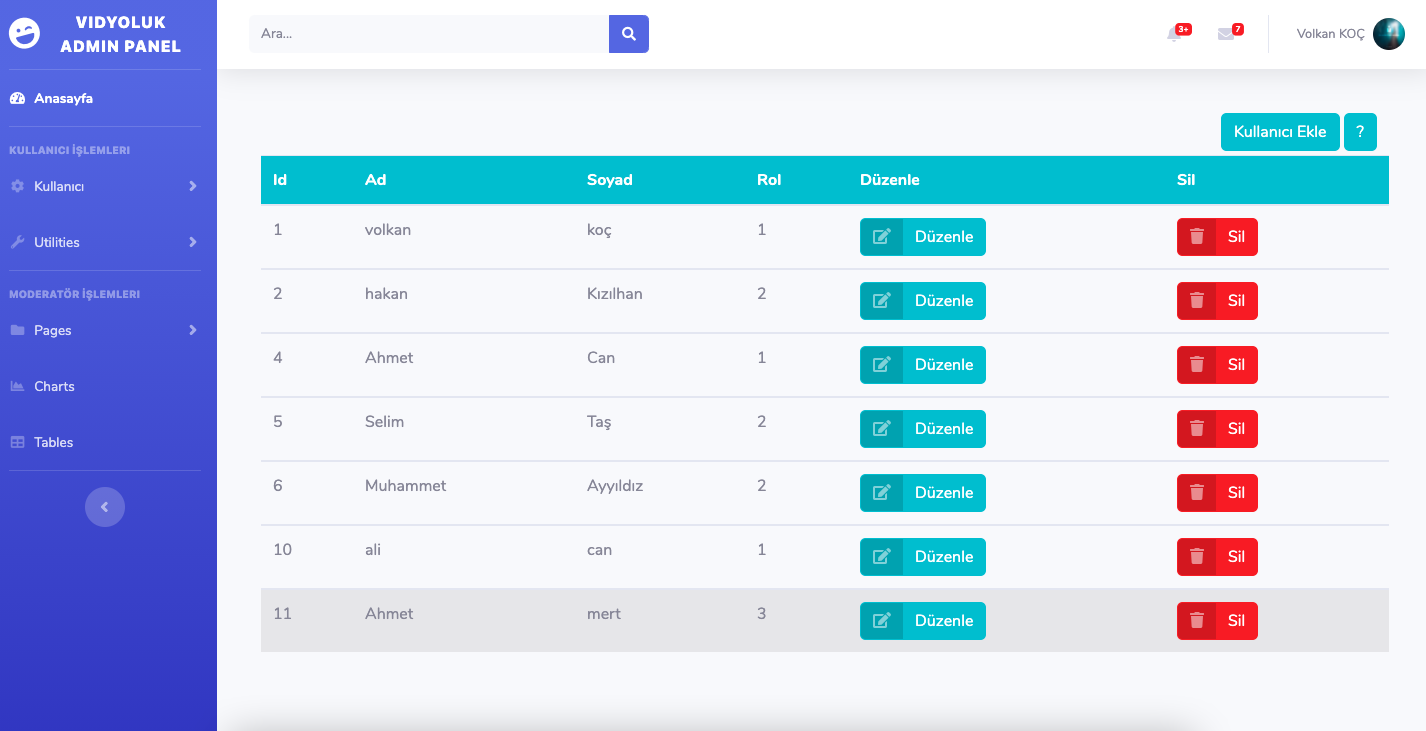 VIDYOLUK
ADMIN PANEL
Ara...
3+
7
Volkan KOÇ
Anasayfa
KULLANICI İŞLEMLERI
Kullanıcı
Utilities
MODERATÖR İŞLEMLERI
Pages
Charts
Tables
Kullanıcı Ekle ?
Id Ad Soyad Rol Düzenle Sil
1 volkan koç 1 Düzenle Sil
2 hakan Kızılhan 2 Düzenle Sil
4 Ahmet Can 1 Düzenle Sil
5 Selim Taş 2 Düzenle Sil
6 Muhammet Ayyıldız 2 Düzenle Sil
10 ali can 1 Düzenle Sil
11 Ahmet mert 3 Düzenle Sil